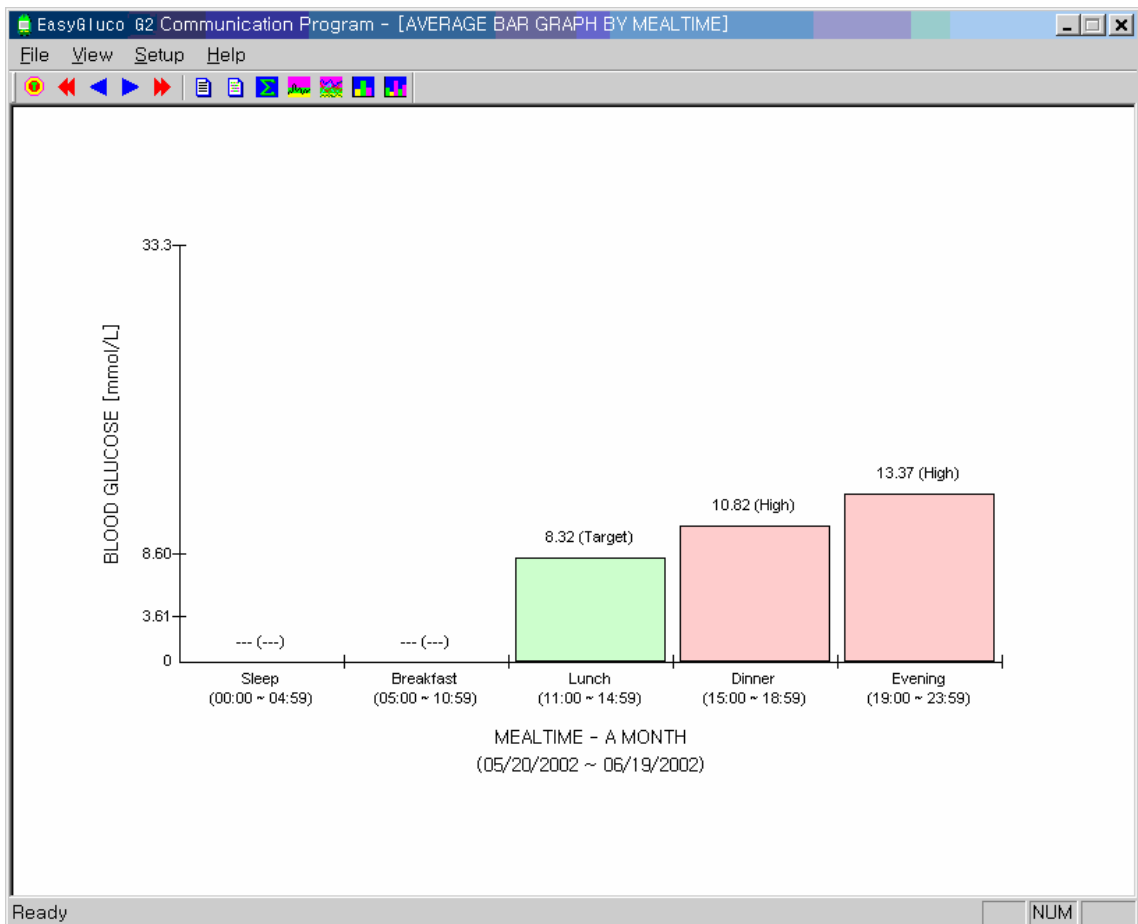 EasyGluco G2 Communication Program - [AVERAGE BAR GRAPH BY MEALTIME]
File View Setup Help
33.3
BLOOD GLUCOSE [mmol/L]
13.37 (High)
10.82 (High)
8.32 (Target)
8.60
3.61
--- (---) --- (---)
0
Sleep Breakfast Lunch Dinner Evening
(00:00 ~ 04:59) (05:00 ~ 10:59) (11:00 ~ 14:59) (15:00 ~ 18:59) (19:00 ~ 23:59)
MEALTIME - A MONTH
(05/20/2002 ~ 06/19/2002)
Ready NUM